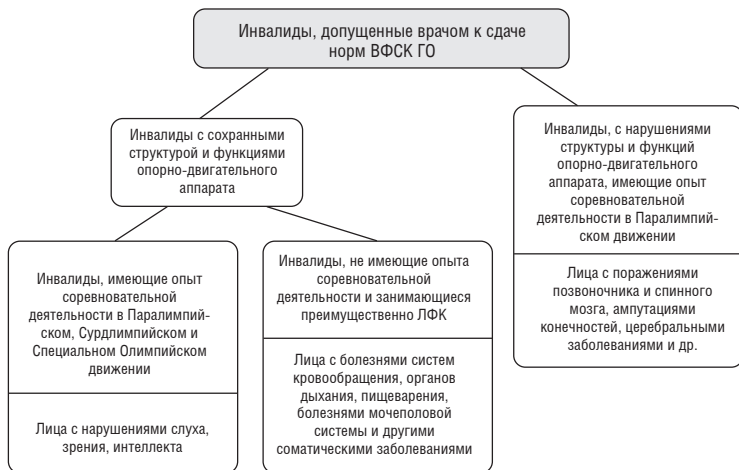 Инвалиды, допущенные врачом к сдаче
норм ВФСК ГО
Инвалиды с сохранными
структурой и функциями
опорно-двигательного
аппарата
Инвалиды, с нарушениями
структуры и функций
опорно-двигательного
аппарата, имеющие опыт
соревновательной
деятельности в Паралимпий-
ском движении
Лица с поражениями
позвоночника и спинного
мозга, ампутациями
конечностей, церебральными
заболеваниями и др.
Инвалиды, имеющие опыт
соревновательной
деятельности в Паралимпий-
ском, Сурдлимпийском и
Специальном Олимпийском
движении
Лица с нарушениями слуха,
зрения, интеллекта
Инвалиды, не имеющие опыта
соревновательной
деятельности и занимающиеся
преимущественно ЛФК
Лица с болезнями систем
кровообращения, органов
дыхания, пищеварения,
болезнями мочеполовой
системы и другими
соматическими заболеваниями